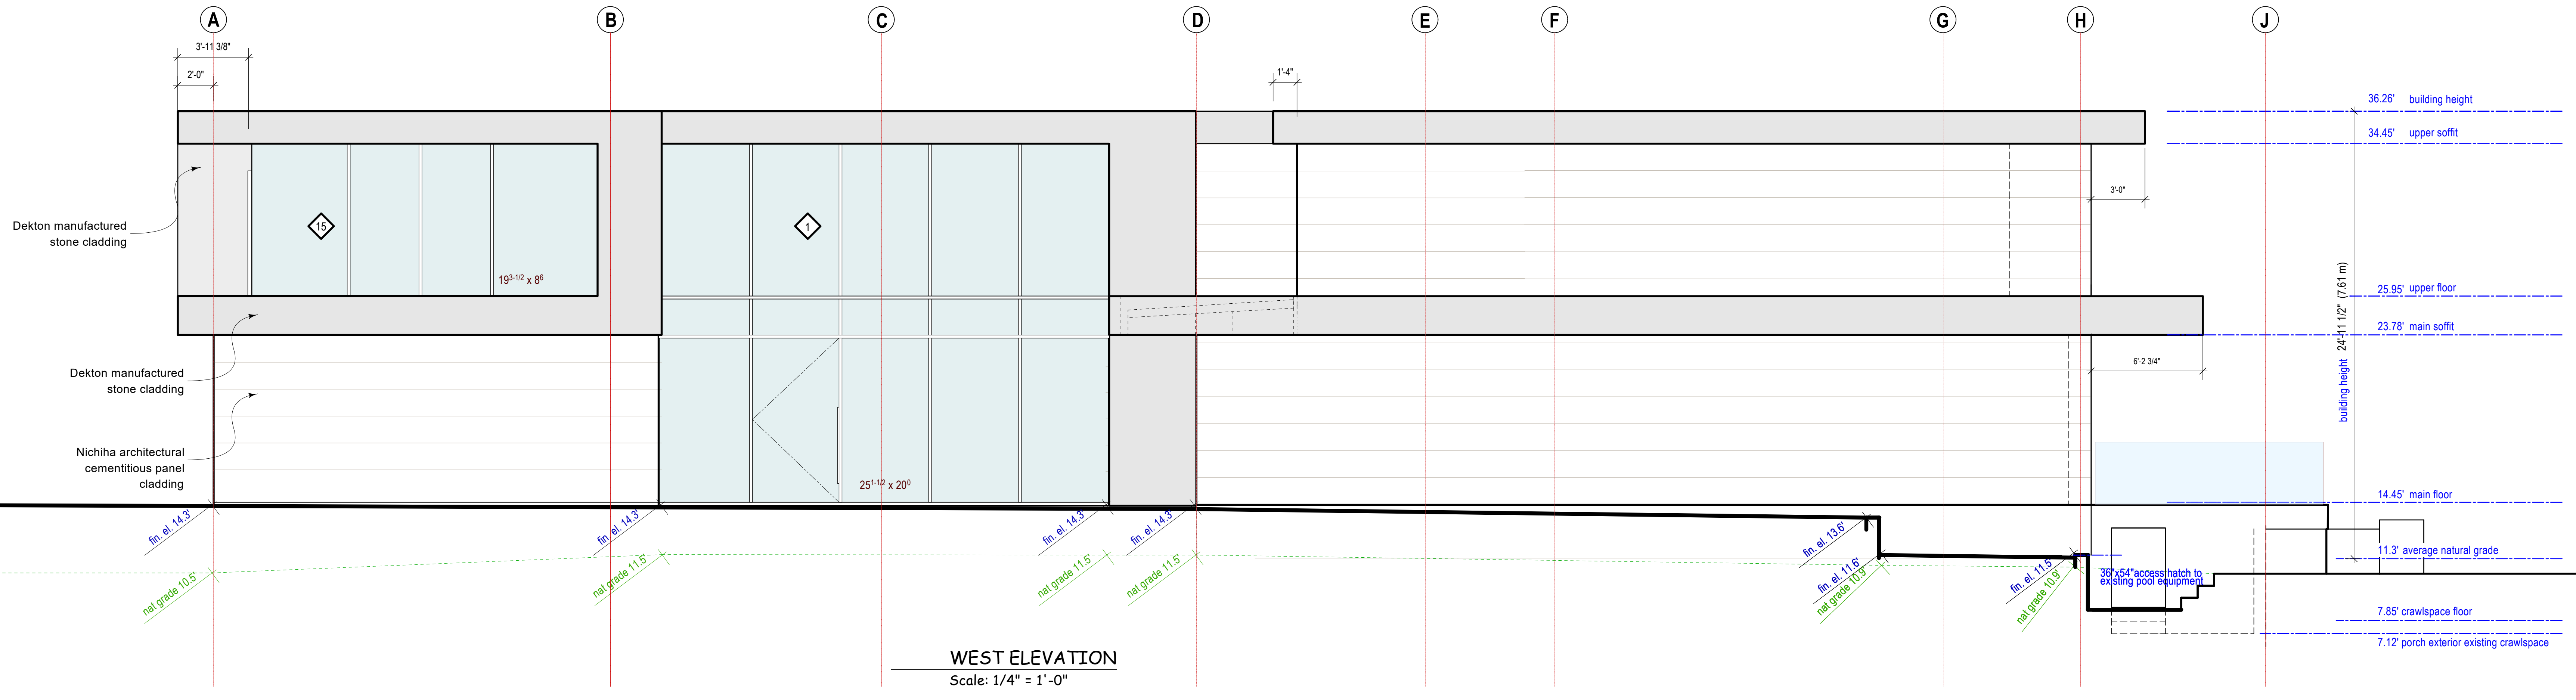 A
B
C
D
E
F
G
H
J
3'-11 3/8"
2'-0"
1'-4"
36.26' building height
34.45' upper soffit
3'-0"
Dekton manufactured
stone cladding
15
1
19 3-1/2 x 8 6
25.95' upper floor
23.78' main soffit
building height 24'-11 1/2" (7.61 m)
6'-2 3/4"
Dekton manufactured
stone cladding
Nichiha architectural
cementitious panel
cladding
25 1-1/2 x 20 0
14.45' main floor
fin. el. 14.3'
fin. el. 14.3'
fin. el. 14.3'
fin. el. 14.3'
fin. el. 13.6'
fin. el. 11.6'
fin. el. 11.5'
nat grade 10.5'
nat grade 11.5'
nat grade 11.5'
nat grade 11.5'
nat grade 10.9'
nat grade 10.9'
11.3' average natural grade
36"x54"access hatch to
existing pool equipment
7.85' crawlspace floor
7.12' porch exterior existing crawlspace
WEST ELEVATION
Scale: 1/4" = 1'-0"